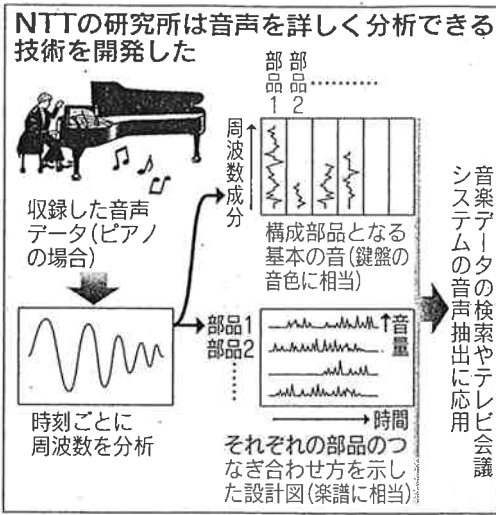 NTTの研究所は音声を詳しく分析できる
技術を開発した
収録した音声
データ(ピアノ
の場合)
時刻ごとに
周波数を分析
部品1
部品2
………
周波数成分
構成部品となる
基本の音(鍵盤の
音色に相当)
部品1
部品2
……
音量
時間
それぞれの部品のつ
なぎ合わせ方を示し
た設計図(楽譜に相当)
音楽データの検索やテレビ会議
システムの音声抽出に応用